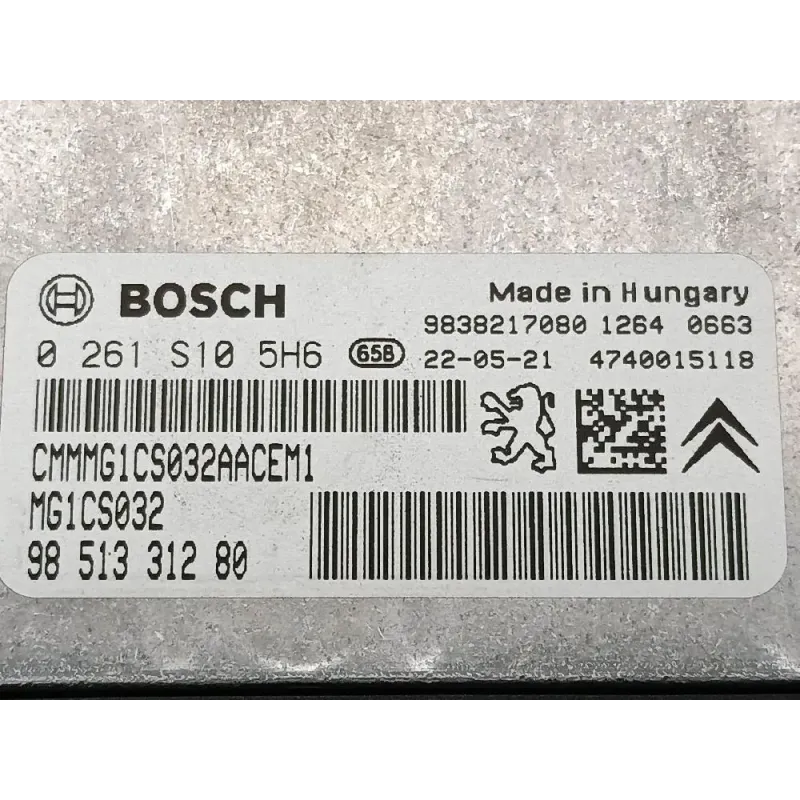 BOSCH
Made in Hungary
9838217080 1264 0663
0 261 S10 5H6 65B 22-05-21 4740015118
CMMMG1CS032AACEM1
MG1CS032
98 513 312 80